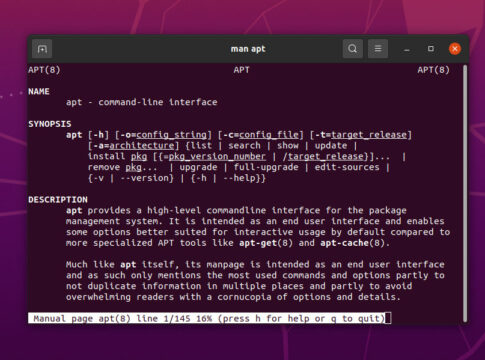 man apt
APT(8) APT APT(8)
NAME
apt - command-line interface
SYNOPSIS
apt [-h] [-o=config_string] [-c=config_file] [-t=target_release]
[-a=architecture] {list | search | show | update |
install pkg [{=pkg_version_number | /target_release}]... |
remove pkg... | upgrade | full-upgrade | edit-sources |
{-v | --version} | {-h | --help}}
DESCRIPTION
apt provides a high-level commandline interface for the package
management system. It is intended as an end user interface and enables
some options better suited for interactive usage by default compared to
more specialized APT tools like apt-get(8) and apt-cache(8).
Much like apt itself, its manpage is intended as an end user interface
and as such only mentions the most used commands and options partly to
not duplicate information in multiple places and partly to avoid
overwhelming readers with a cornucopia of options and details.
Manual page apt(8) line 1/145 16% (press h for help or q to quit)